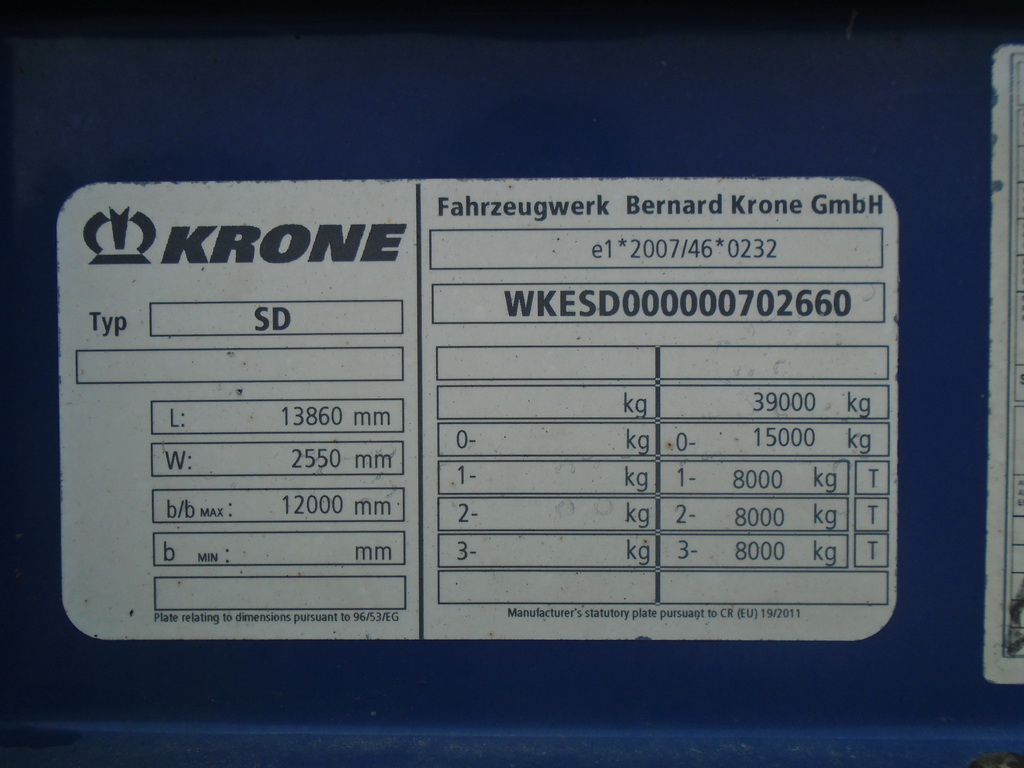 KRONE
Typ SD
L: 13860 mm
W: 2550 mm
b/b MAX : 12000 mm
b MIN : mm
Plate relating to dimensions pursuant to 96/53/EG
Fahrzeugwerk Bernard Krone GmbH
e1*2007/46*0232
WKESD000000702660
kg 39000 kg
0- kg 0- 15000 kg
1- kg 1- 8000 kg T
2- kg 2- 8000 kg T
3- kg 3- 8000 kg T
Manufacturer's statutory plate pursuant to CR (EU) 19/2011